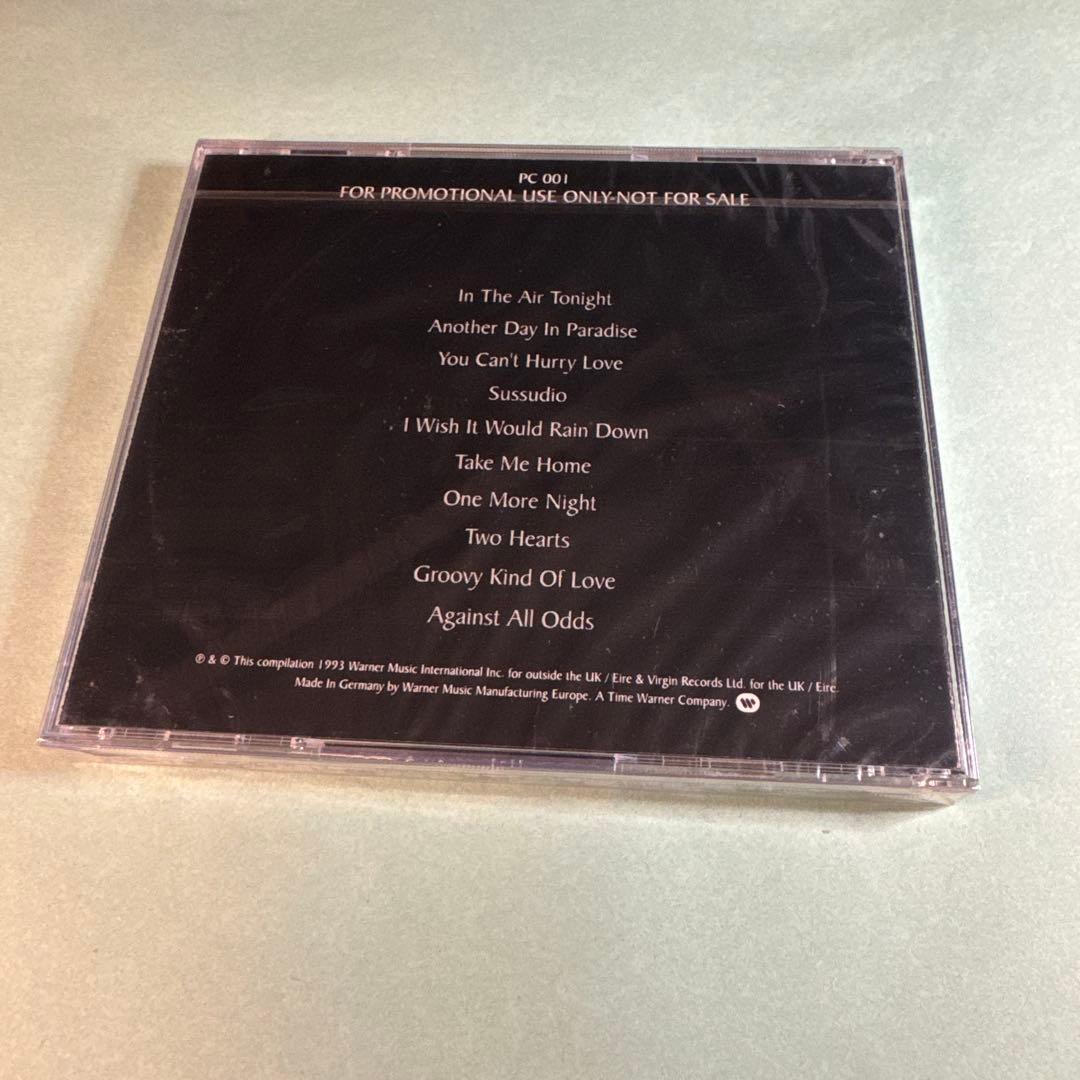 PC 001
FOR PROMOTIONAL USE ONLY-NOT FOR SALE
In The Air Tonight
Another Day In Paradise
You Can't Hurry Love
Sussudio
I Wish It Would Rain Down
Take Me Home
One More Night
Two Hearts
Groovy Kind Of Love
Against All Odds
℗ & © This compilation 1993 Warner Music International Inc. for outside the UK / Eire & Virgin Records Ltd. for the UK / Eire.
Made In Germany by Warner Music Manufacturing Europe. A Time Warner Company.